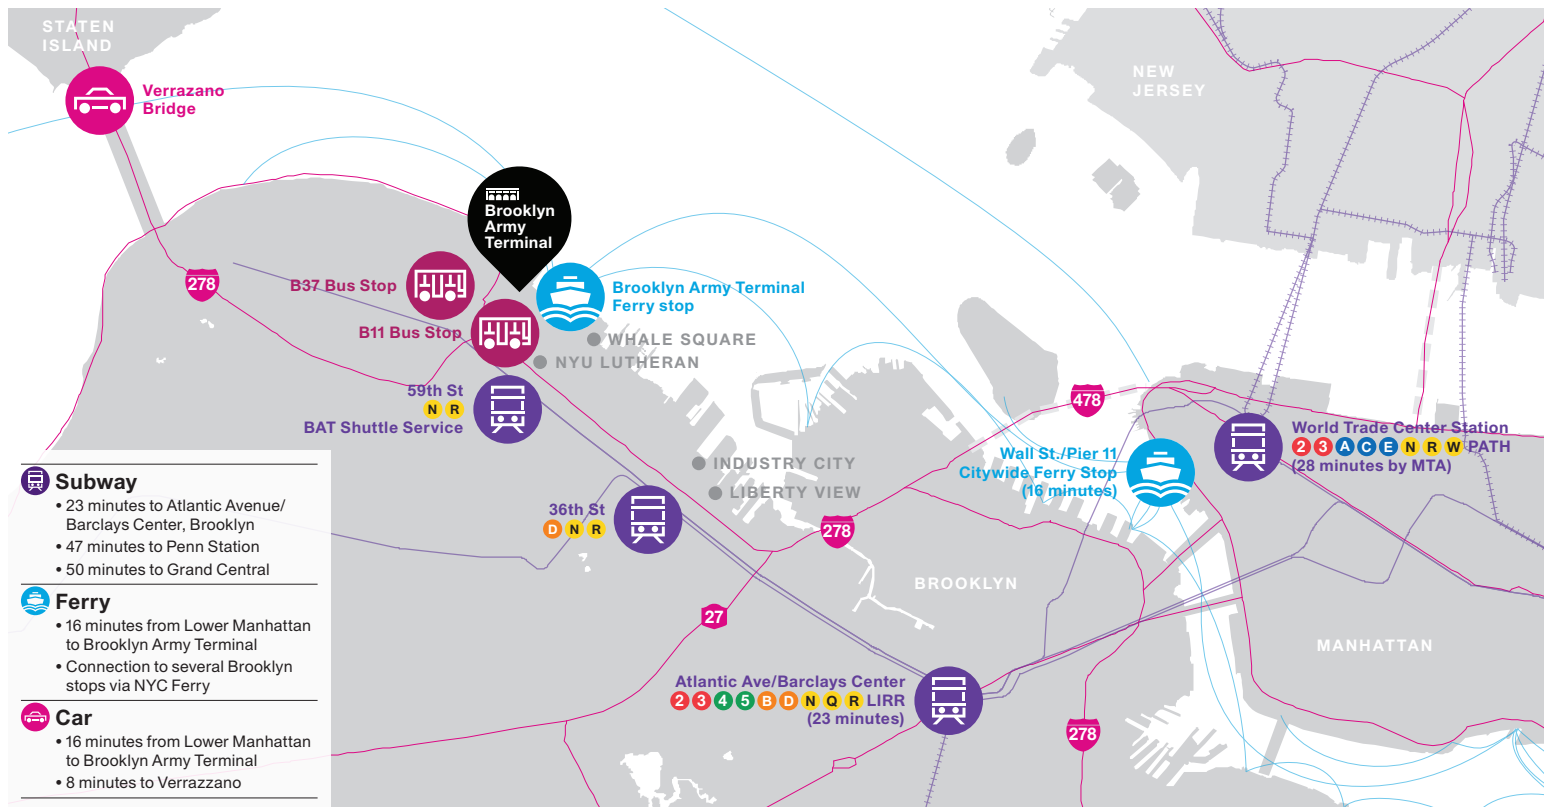 STATEN
ISLAND
Verrazano
Bridge
NEW
JERSEY
Brooklyn
Army
Terminal
278
B37 Bus Stop
Brooklyn Army Terminal
Ferry stop
B11 Bus Stop
WHALE SQUARE
NYU LUTHERAN
59th St
N R
BAT Shuttle Service
478
World Trade Center Station
2 3 A C E N R W PATH
(28 minutes by MTA)
Wall St./Pier 11
Citywide Ferry Stop
(16 minutes)
INDUSTRY CITY
LIBERTY VIEW
36th St
D N R
278
BROOKLYN
27
MANHATTAN
Atlantic Ave/Barclays Center
2 3 4 5 B D N Q R LIRR
(23 minutes)
278
Subway
• 23 minutes to Atlantic Avenue/
Barclays Center, Brooklyn
• 47 minutes to Penn Station
• 50 minutes to Grand Central
Ferry
• 16 minutes from Lower Manhattan
to Brooklyn Army Terminal
• Connection to several Brooklyn
stops via NYC Ferry
Car
• 16 minutes from Lower Manhattan
to Brooklyn Army Terminal
• 8 minutes to Verrazzano